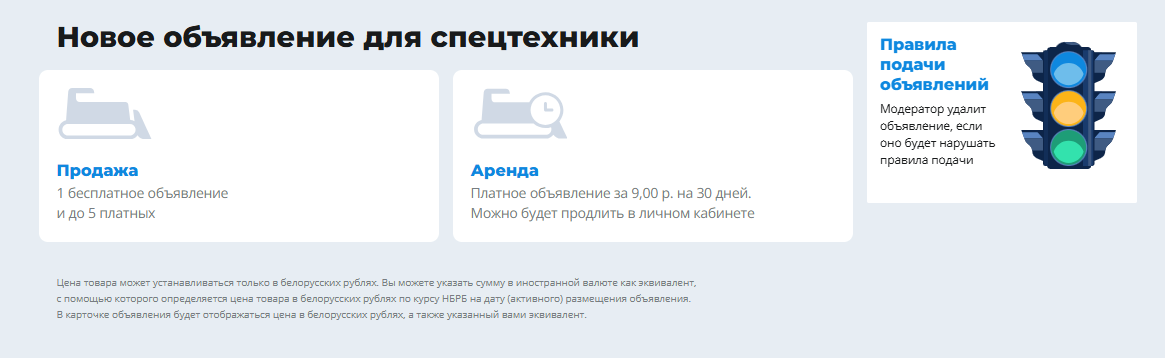 Новое объявление для спецтехники
Продажа
1 бесплатное объявление
и до 5 платных
Аренда
Платное объявление за 9,00 р. на 30 дней.
Можно будет продлить в личном кабинете
Правила
подачи
объявлений
Модератор удалит
объявление, если
оно будет нарушать
правила подачи
Цена товара может устанавливаться только в белорусских рублях. Вы можете указать сумму в иностранной валюте как эквивалент,
с помощью которого определяется цена товара в белорусских рублях по курсу НБРБ на дату (активного) размещения объявления.
В карточке объявления будет отображаться цена в белорусских рублях, а также указанный вами эквивалент.